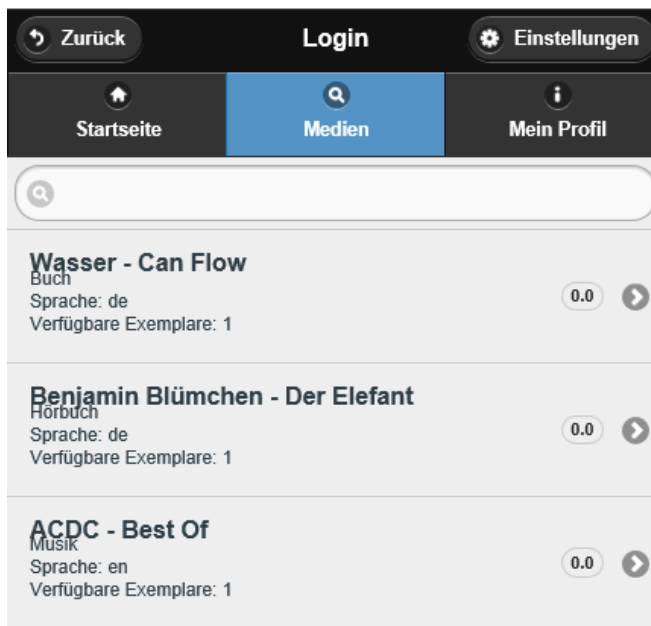 Zurück
Login
Einstellungen
Startseite
Medien
Mein Profil
Wasser - Can Flow
Buch
Sprache: de
Verfügbare Exemplare: 1
0.0
Benjamin Blümchen - Der Elefant
Hörbuch
Sprache: de
Verfügbare Exemplare: 1
0.0
ACDC - Best Of
Musik
Sprache: en
Verfügbare Exemplare: 1
0.0